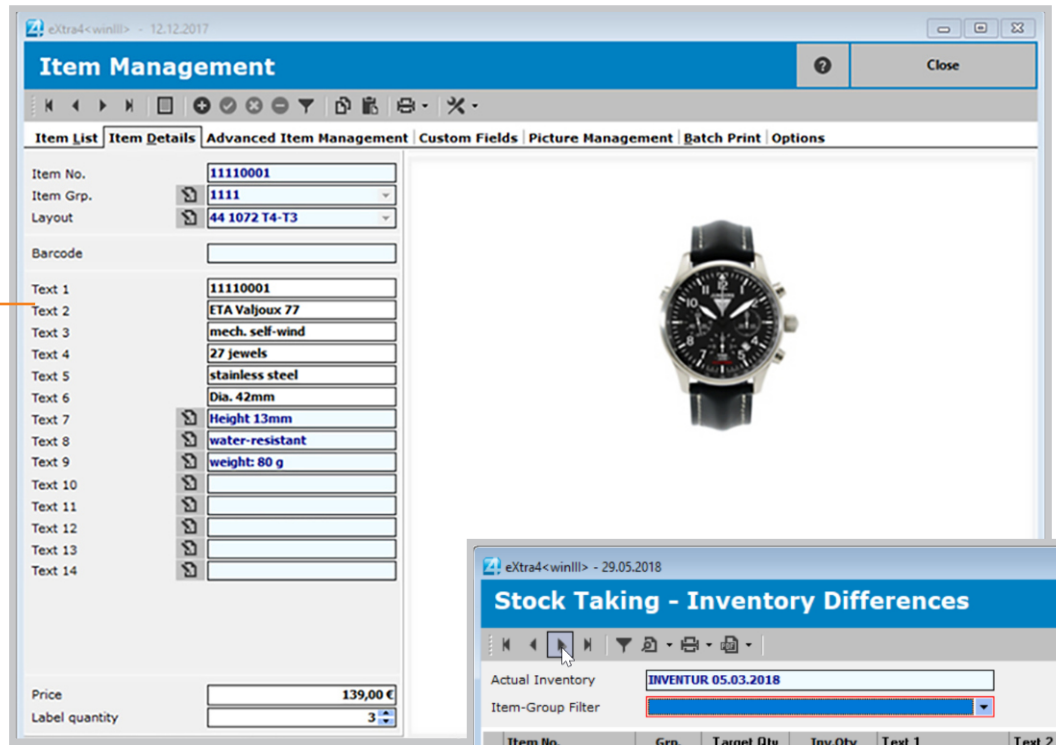 eXtra4<winIII> - 12.12.2017
Item Management
Close
Item List Item Details Advanced Item Management Custom Fields Picture Management Batch Print Options
Item No. 11110001
Item Grp. 1111
Layout 44 1072 T4-T3
Barcode
Text 1 11110001
Text 2 ETA Valjoux 77
Text 3 mech. self-wind
Text 4 27 jewels
Text 5 stainless steel
Text 6 Dia. 42mm
Text 7 Height 13mm
Text 8 water-resistant
Text 9 weight: 80 g
Text 10
Text 11
Text 12
Text 13
Text 14
Price 139,00 €
Label quantity 3
eXtra4<winIII> - 29.05.2018
Stock Taking - Inventory Differences
Actual Inventory INVENTUR 05.03.2018
Item-Group Filter
Item No. Grp. Target Qty Inv.Qty Text 1 Text 2